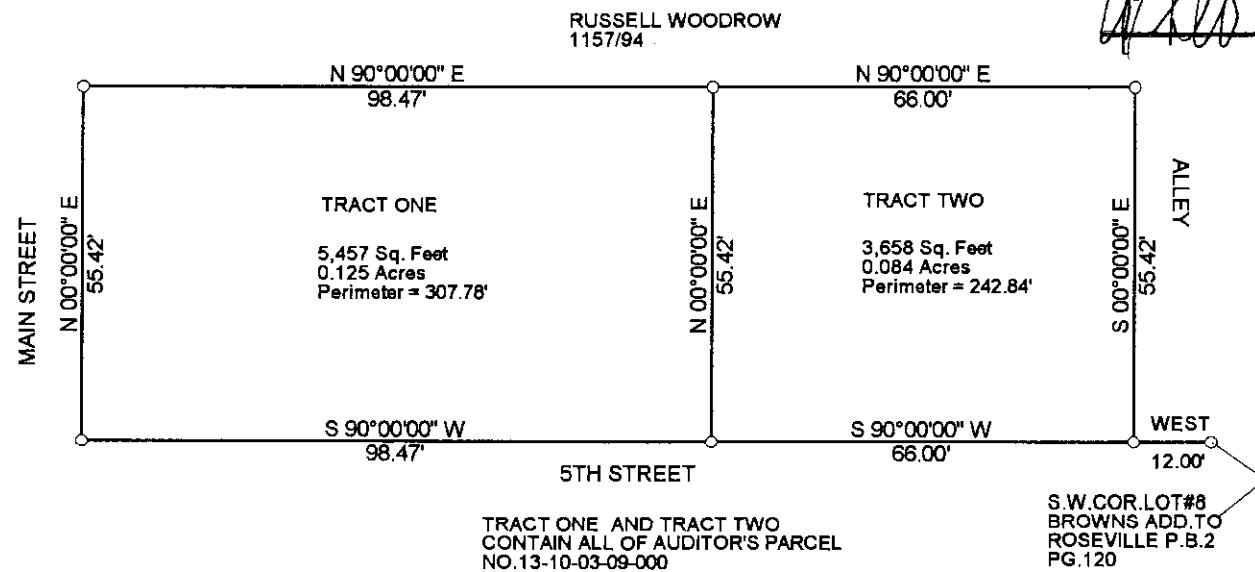 RUSSELL WOODROW
1157/94
N 90°00'00" E
98.47'
N 90°00'00" E
66.00'
MAIN STREET
N 00°00'00" E
55.42'
TRACT ONE
5,457 Sq. Feet
0.125 Acres
Perimeter = 307.78'
N 00°00'00" E
55.42'
TRACT TWO
3,658 Sq. Feet
0.084 Acres
Perimeter = 242.84'
S 00°00'00" E
55.42'
ALLEY
S 90°00'00" W
98.47'
S 90°00'00" W
66.00'
WEST
12.00'
5TH STREET
TRACT ONE AND TRACT TWO
CONTAIN ALL OF AUDITOR'S PARCEL
NO.13-10-03-09-000
S.W.COR.LOT#8
BROWNS ADD.TO
ROSEVILLE P.B.2
PG.120